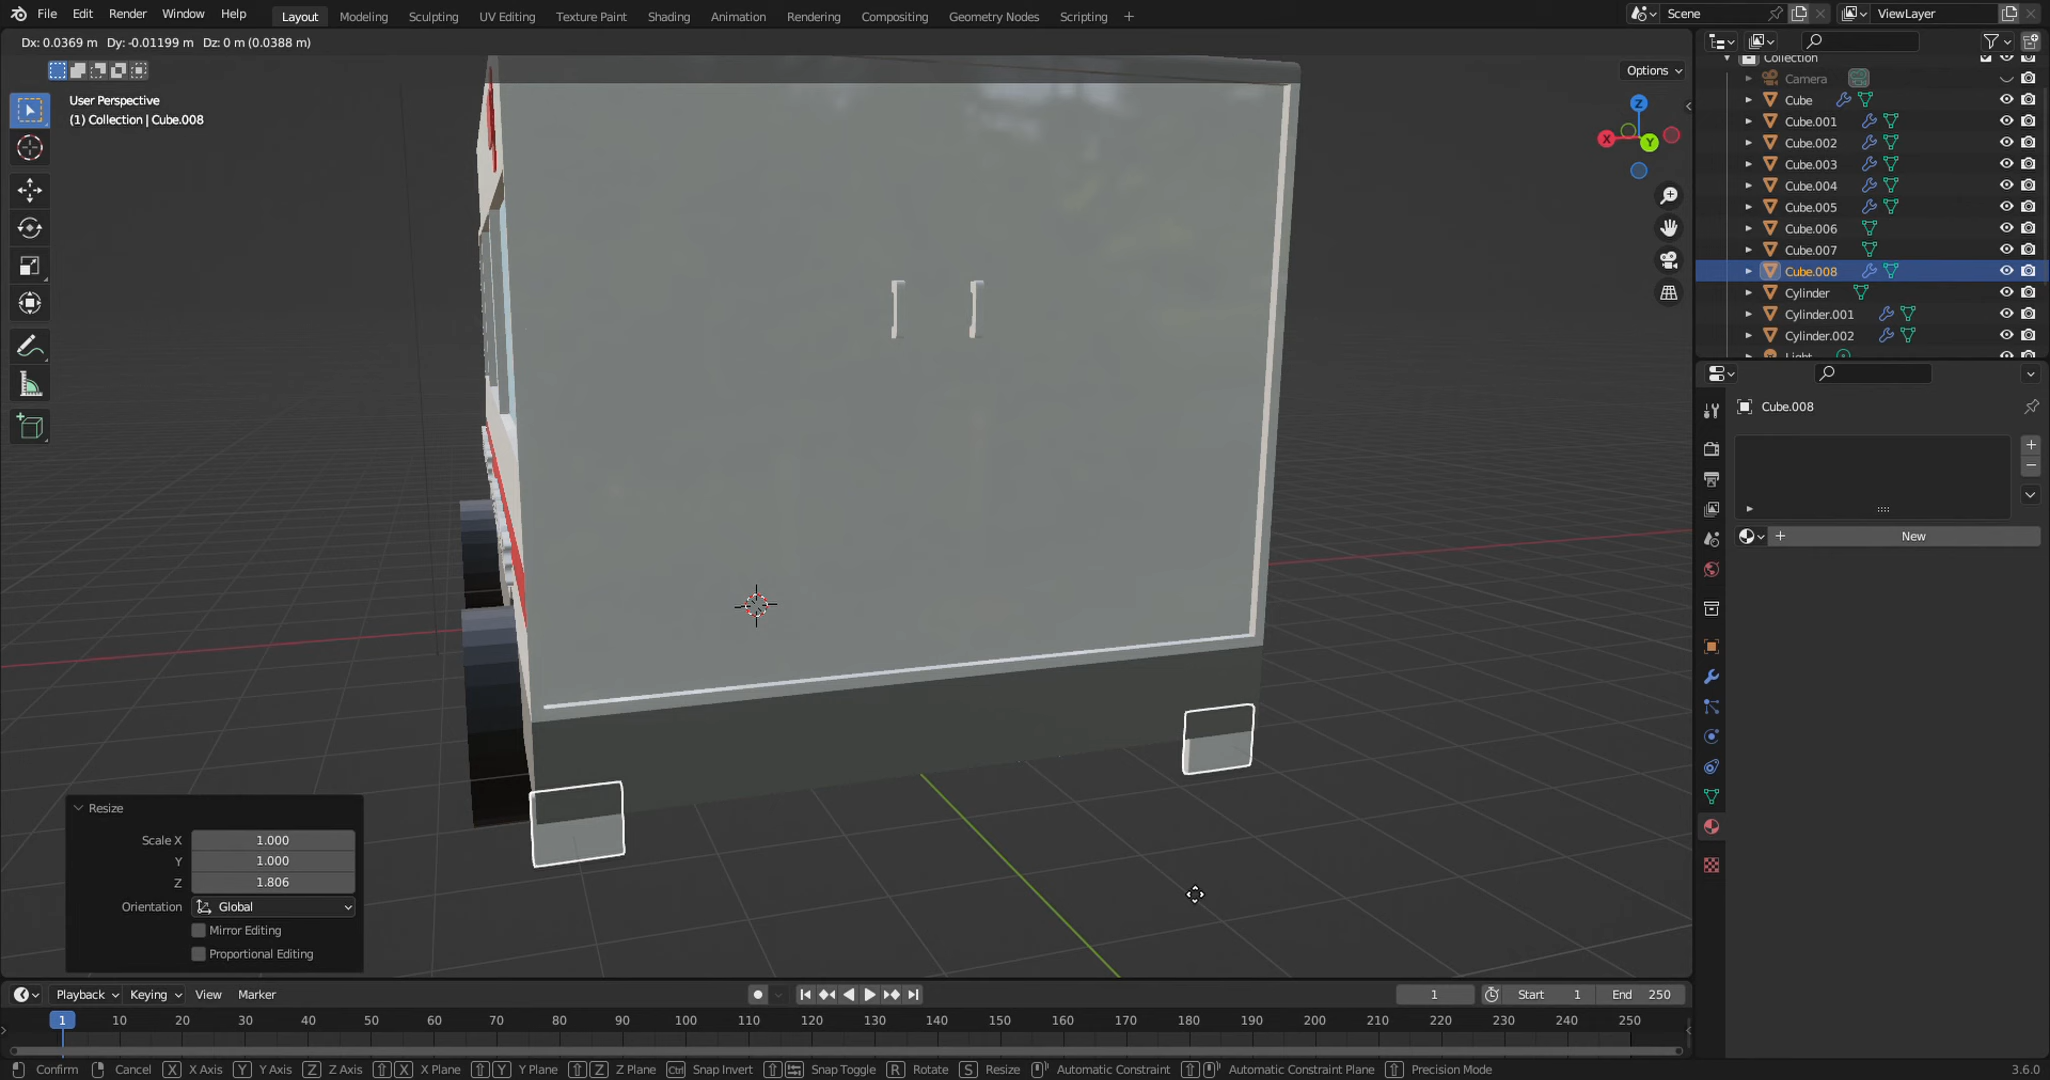 File Edit Render Window Help
Layout Modeling Sculpting UV Editing Texture Paint Shading Animation Rendering Compositing Geometry Nodes Scripting +
Scene
ViewLayer
Dx: 0.0369 m Dy: -0.01199 m Dz: 0 m (0.0388 m)
Options
User Perspective
(1) Collection | Cube.008
Z
X
Y
Collection
Camera
Cube
Cube.001
Cube.002
Cube.003
Cube.004
Cube.005
Cube.006
Cube.007
Cube.008
Cylinder
Cylinder.001
Cylinder.002
Light
Cube.008
New
Resize
Scale X 1.000
Y 1.000
Z 1.806
Orientation Global
Mirror Editing
Proportional Editing
Playback Keying View Marker
1 Start 1 End 250
1 10 20 30 40 50 60 70 80 90 100 110 120 130 140 150 160 170 180 190 200 210 220 230 240 250
Confirm Cancel X X Axis Y Y Axis Z Z Axis X X Plane Y Y Plane Z Z Plane Ctrl Snap Invert Snap Toggle R Rotate S Resize Automatic Constraint Automatic Constraint Plane Precision Mode 3.6.0